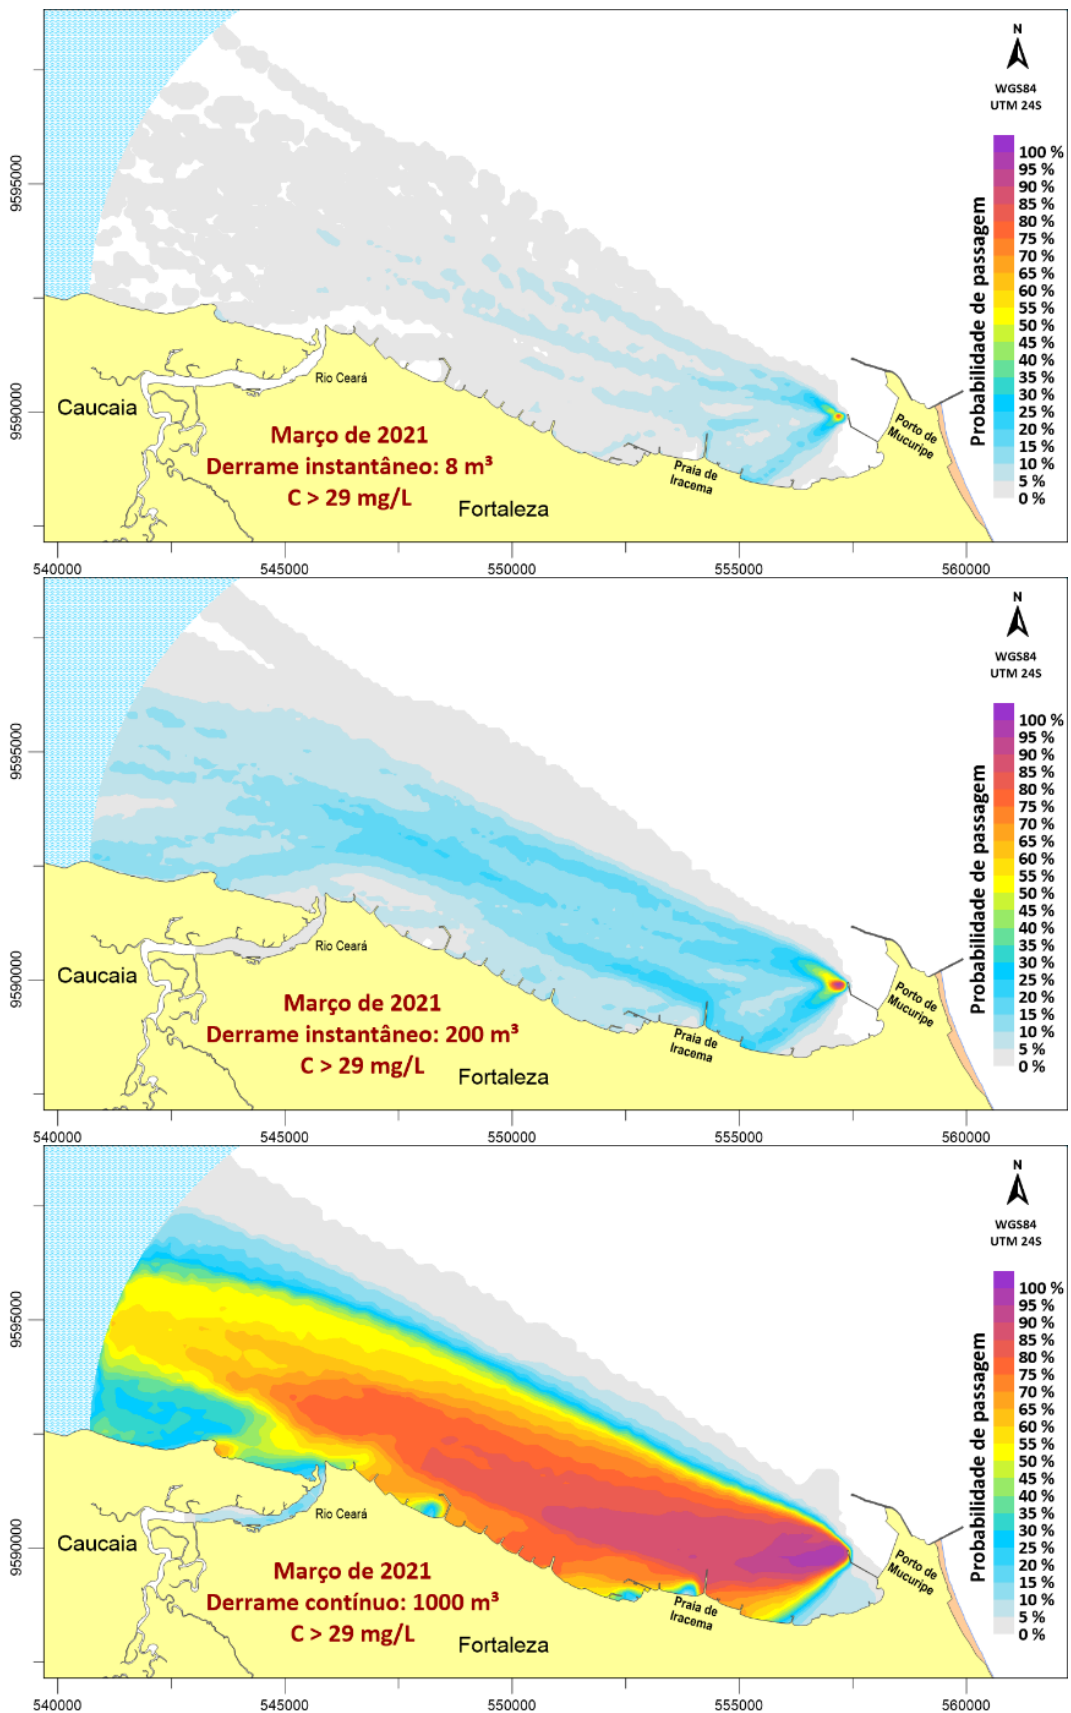 N
WGS84
UTM 24S
Probabilidade de passagem
100 %
95 %
90 %
85 %
80 %
75 %
70 %
65 %
60 %
55 %
50 %
45 %
40 %
35 %
30 %
25 %
20 %
15 %
10 %
5 %
0 %
9595000
9590000
Caucaia
Rio Ceará
Março de 2021
Derrame instantâneo: 8 m³
C > 29 mg/L
Fortaleza
Praia de
Iracema
Porto de
Mucuripe
540000
545000
550000
555000
560000
N
WGS84
UTM 24S
Probabilidade de passagem
100 %
95 %
90 %
85 %
80 %
75 %
70 %
65 %
60 %
55 %
50 %
45 %
40 %
35 %
30 %
25 %
20 %
15 %
10 %
5 %
0 %
9595000
9590000
Caucaia
Rio Ceará
Março de 2021
Derrame instantâneo: 200 m³
C > 29 mg/L
Fortaleza
Praia de
Iracema
Porto de
Mucuripe
540000
545000
550000
555000
560000
N
WGS84
UTM 24S
Probabilidade de passagem
100 %
95 %
90 %
85 %
80 %
75 %
70 %
65 %
60 %
55 %
50 %
45 %
40 %
35 %
30 %
25 %
20 %
15 %
10 %
5 %
0 %
9595000
9590000
Caucaia
Rio Ceará
Março de 2021
Derrame contínuo: 1000 m³
C > 29 mg/L
Fortaleza
Praia de
Iracema
Porto de
Mucuripe
540000
545000
550000
555000
560000